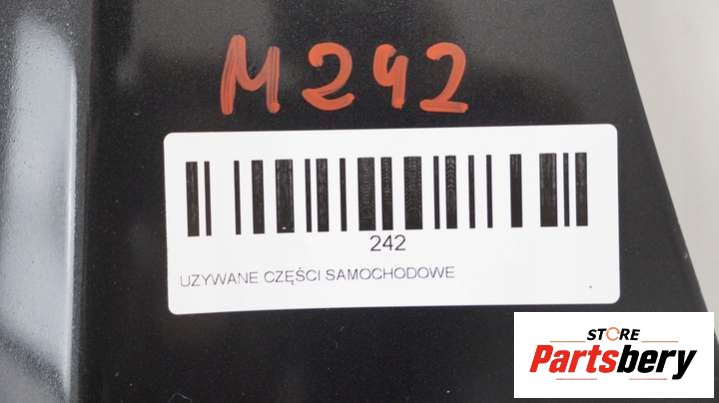 M242
242
UZYWANE CZĘŚCI SAMOCHODOWE
STORE
Partsbery